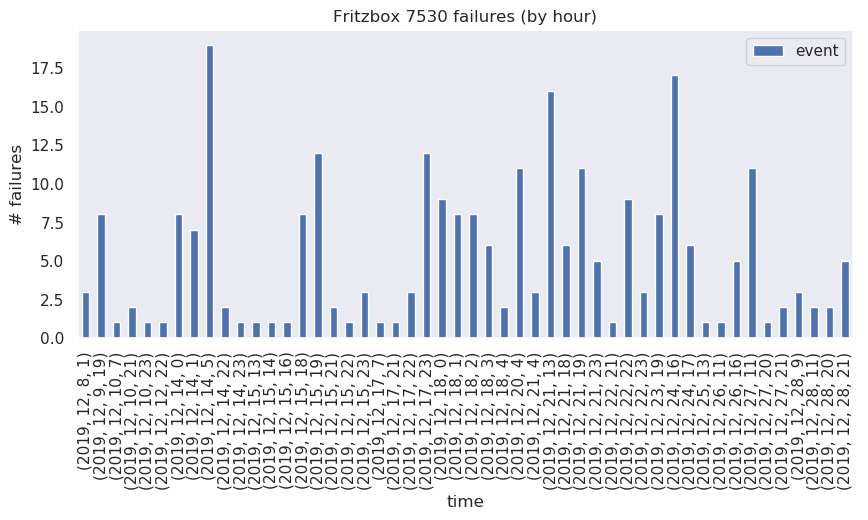 Fritzbox 7530 failures (by hour)
event
# failures
17.5
15.0
12.5
10.0
7.5
5.0
2.5
0.0
(2019, 12, 8, 1)
(2019, 12, 9, 19)
(2019, 12, 10, 7)
(2019, 12, 10, 21)
(2019, 12, 10, 23)
(2019, 12, 12, 22)
(2019, 12, 14, 0)
(2019, 12, 14, 1)
(2019, 12, 14, 5)
(2019, 12, 14, 22)
(2019, 12, 14, 23)
(2019, 12, 15, 13)
(2019, 12, 15, 14)
(2019, 12, 15, 16)
(2019, 12, 15, 18)
(2019, 12, 15, 19)
(2019, 12, 15, 21)
(2019, 12, 15, 22)
(2019, 12, 15, 23)
(2019, 12, 17, 7)
(2019, 12, 17, 21)
(2019, 12, 17, 22)
(2019, 12, 17, 23)
(2019, 12, 18, 0)
(2019, 12, 18, 1)
(2019, 12, 18, 2)
(2019, 12, 18, 3)
(2019, 12, 18, 4)
(2019, 12, 20, 4)
(2019, 12, 21, 4)
(2019, 12, 21, 13)
(2019, 12, 21, 18)
(2019, 12, 21, 19)
(2019, 12, 21, 23)
(2019, 12, 22, 21)
(2019, 12, 22, 22)
(2019, 12, 22, 23)
(2019, 12, 23, 19)
(2019, 12, 24, 16)
(2019, 12, 24, 17)
(2019, 12, 25, 13)
(2019, 12, 26, 11)
(2019, 12, 26, 16)
(2019, 12, 27, 11)
(2019, 12, 27, 20)
(2019, 12, 27, 21)
(2019, 12, 28, 9)
(2019, 12, 28, 11)
(2019, 12, 28, 20)
(2019, 12, 28, 21)
time